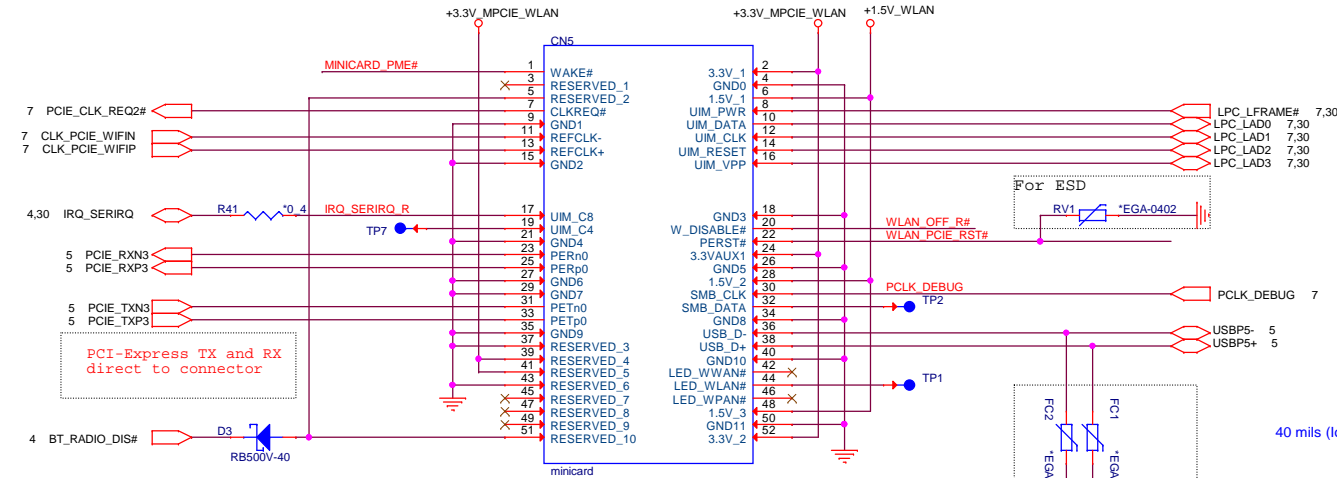 +3.3V_MPCIE_WLAN
+3.3V_MPCIE_WLAN
+1.5V_WLAN
CN5
MINICARD_PME#
1 WAKE#
3 RESERVED_1
5 RESERVED_2
7 PCIE_CLK_REQ2# 7 CLKREQ#
9 GND1
7 CLK_PCIE_WIFIN 11 REFCLK-
7 CLK_PCIE_WIFIP 13 REFCLK+
15 GND2
3.3V_1 2
GND0 4
1.5V_1 6
UIM_PWR 8 LPC_LFRAME# 7,30
UIM_DATA 10 LPC_LAD0 7,30
UIM_CLK 12 LPC_LAD1 7,30
UIM_RESET 14 LPC_LAD2 7,30
UIM_VPP 16 LPC_LAD3 7,30
For ESD
RV1 *EGA-0402
4,30 IRQ_SERIRQ R41 *0_4 IRQ_SERIRQ_R 17 UIM_C8
TP7 19 UIM_C4
21 GND4
5 PCIE_RXN3 23 PERn0
5 PCIE_RXP3 25 PERp0
27 GND6
29 GND7
5 PCIE_TXN3 31 PETn0
5 PCIE_TXP3 33 PETp0
35 GND9
37 RESERVED_3
39 RESERVED_4
41 RESERVED_5
43 RESERVED_6
45 RESERVED_7
47 RESERVED_8
49 RESERVED_9
4 BT_RADIO_DIS# D3 51 RESERVED_10
RB500V-40
PCI-Express TX and RX
direct to connector
GND3 18
W_DISABLE# 20 WLAN_OFF_R#
PERST# 22 WLAN_PCIE_RST#
3.3VAUX1 24
GND5 26
1.5V_2 28
SMB_CLK 30 PCLK_DEBUG PCLK_DEBUG 7
SMB_DATA 32 TP2
GND8 34
USB_D- 36 USBP5- 5
USB_D+ 38 USBP5+ 5
GND10 40
LED_WWAN# 42
LED_WLAN# 44 TP1
LED_WPAN# 46
1.5V_3 48
GND11 50
3.3V_2 52
minicard
FC2
FC1
*EGA
*EGA
40 mils